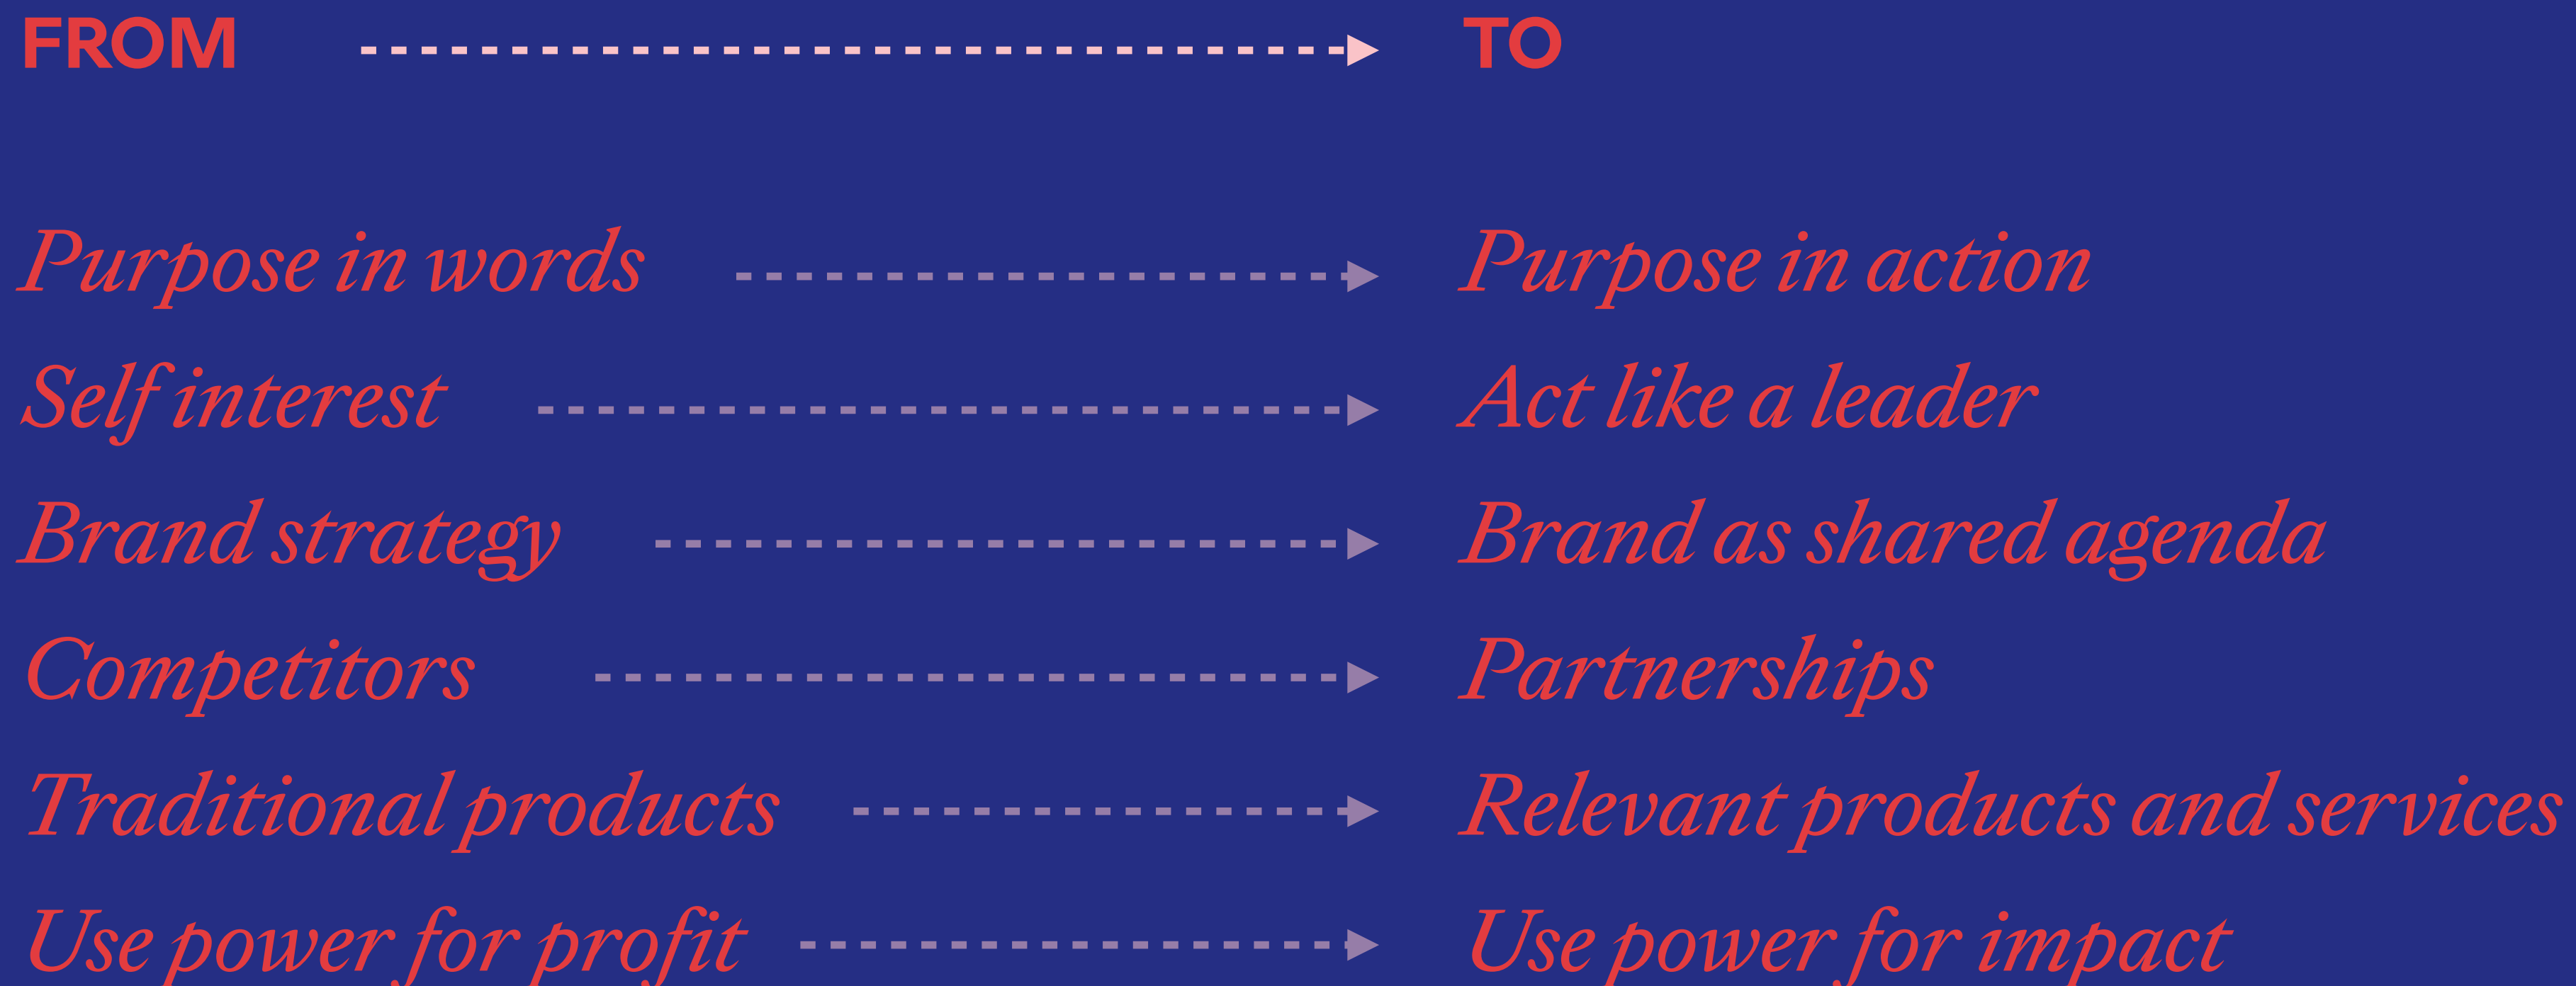 FROM TO
Purpose in words Purpose in action
Self interest Act like a leader
Brand strategy Brand as shared agenda
Competitors Partnerships
Traditional products Relevant products and services
Use power for profit Use power for impact